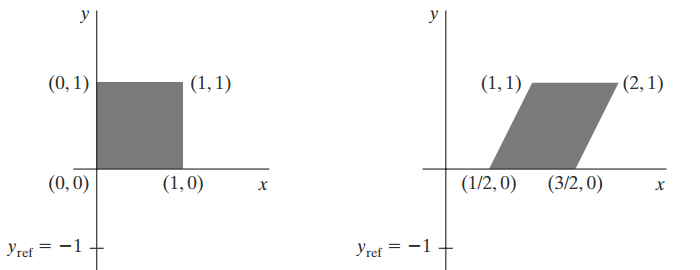 y
(0, 1)
(1, 1)
(0, 0)
(1, 0)
x
y_ref = −1
y
(1, 1)
(2, 1)
(1/2, 0)
(3/2, 0)
x
y_ref = −1